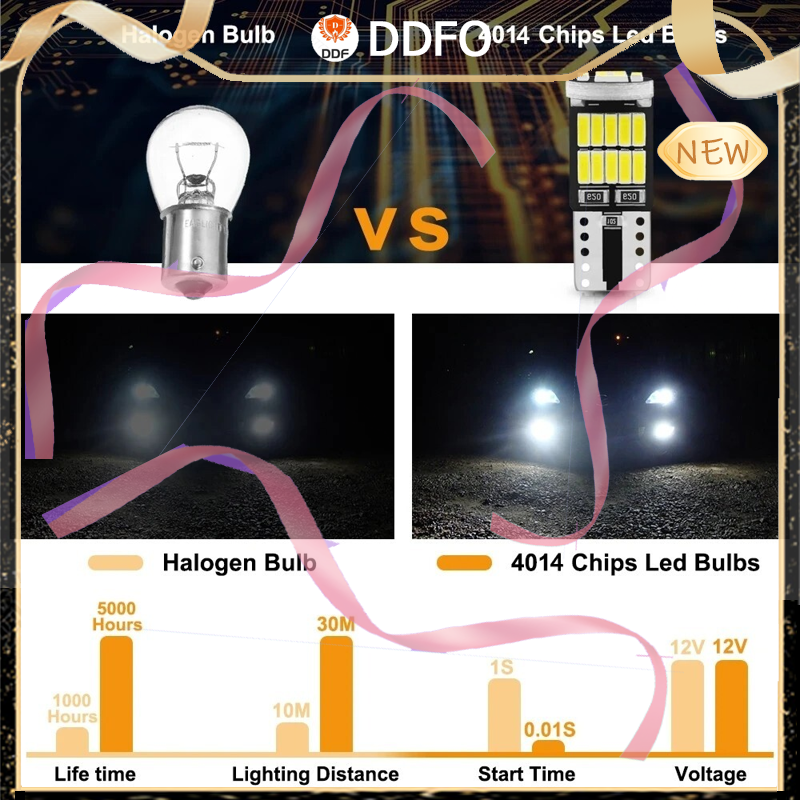 Halogen Bulb
DDF
DDFO
4014 Chips Led Bulbs
NEW
VS
Halogen Bulb
4014 Chips Led Bulbs
5000
Hours
1000
Hours
30M
10M
1S
0.01S
12V
12V
Life time
Lighting Distance
Start Time
Voltage